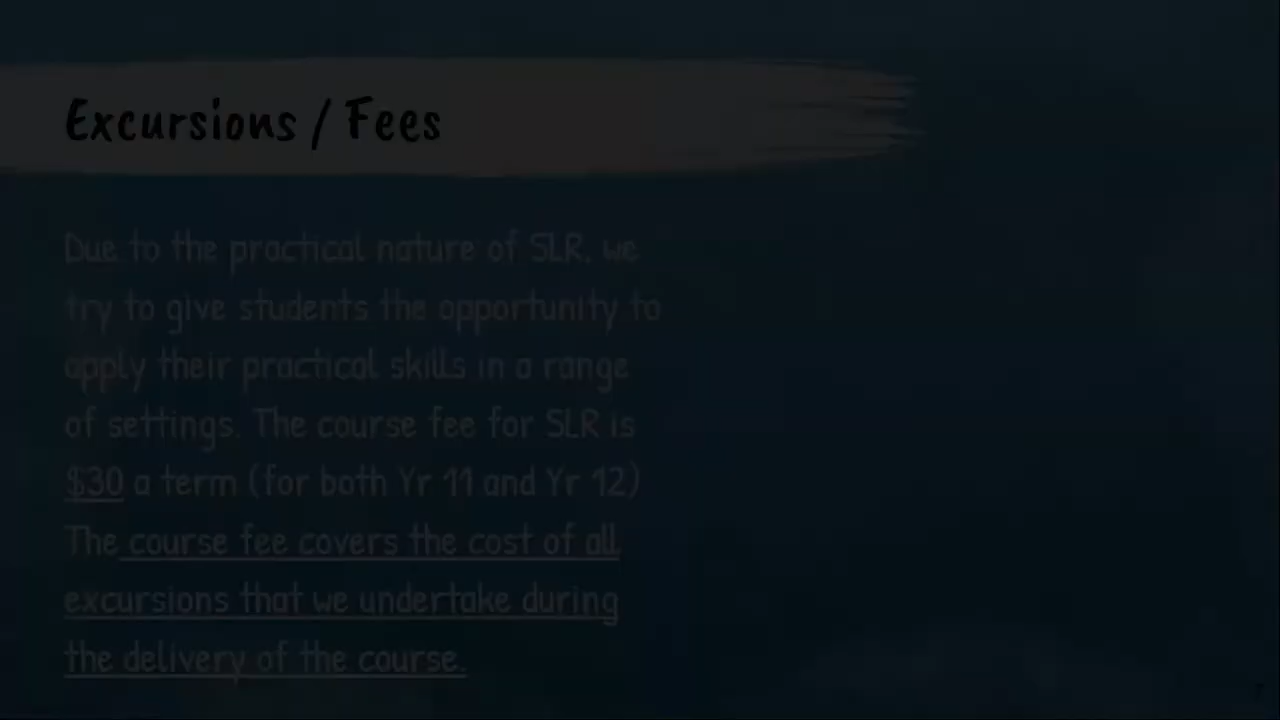 Excursions / Fees
Due to the practical nature of SLR, we
try to give students the opportunity to
apply their practical skills in a range
of settings. The course fee for SLR is
$30 a term (for both Yr 11 and Yr 12)
The course fee covers the cost of all
excursions that we undertake during
the delivery of the course.